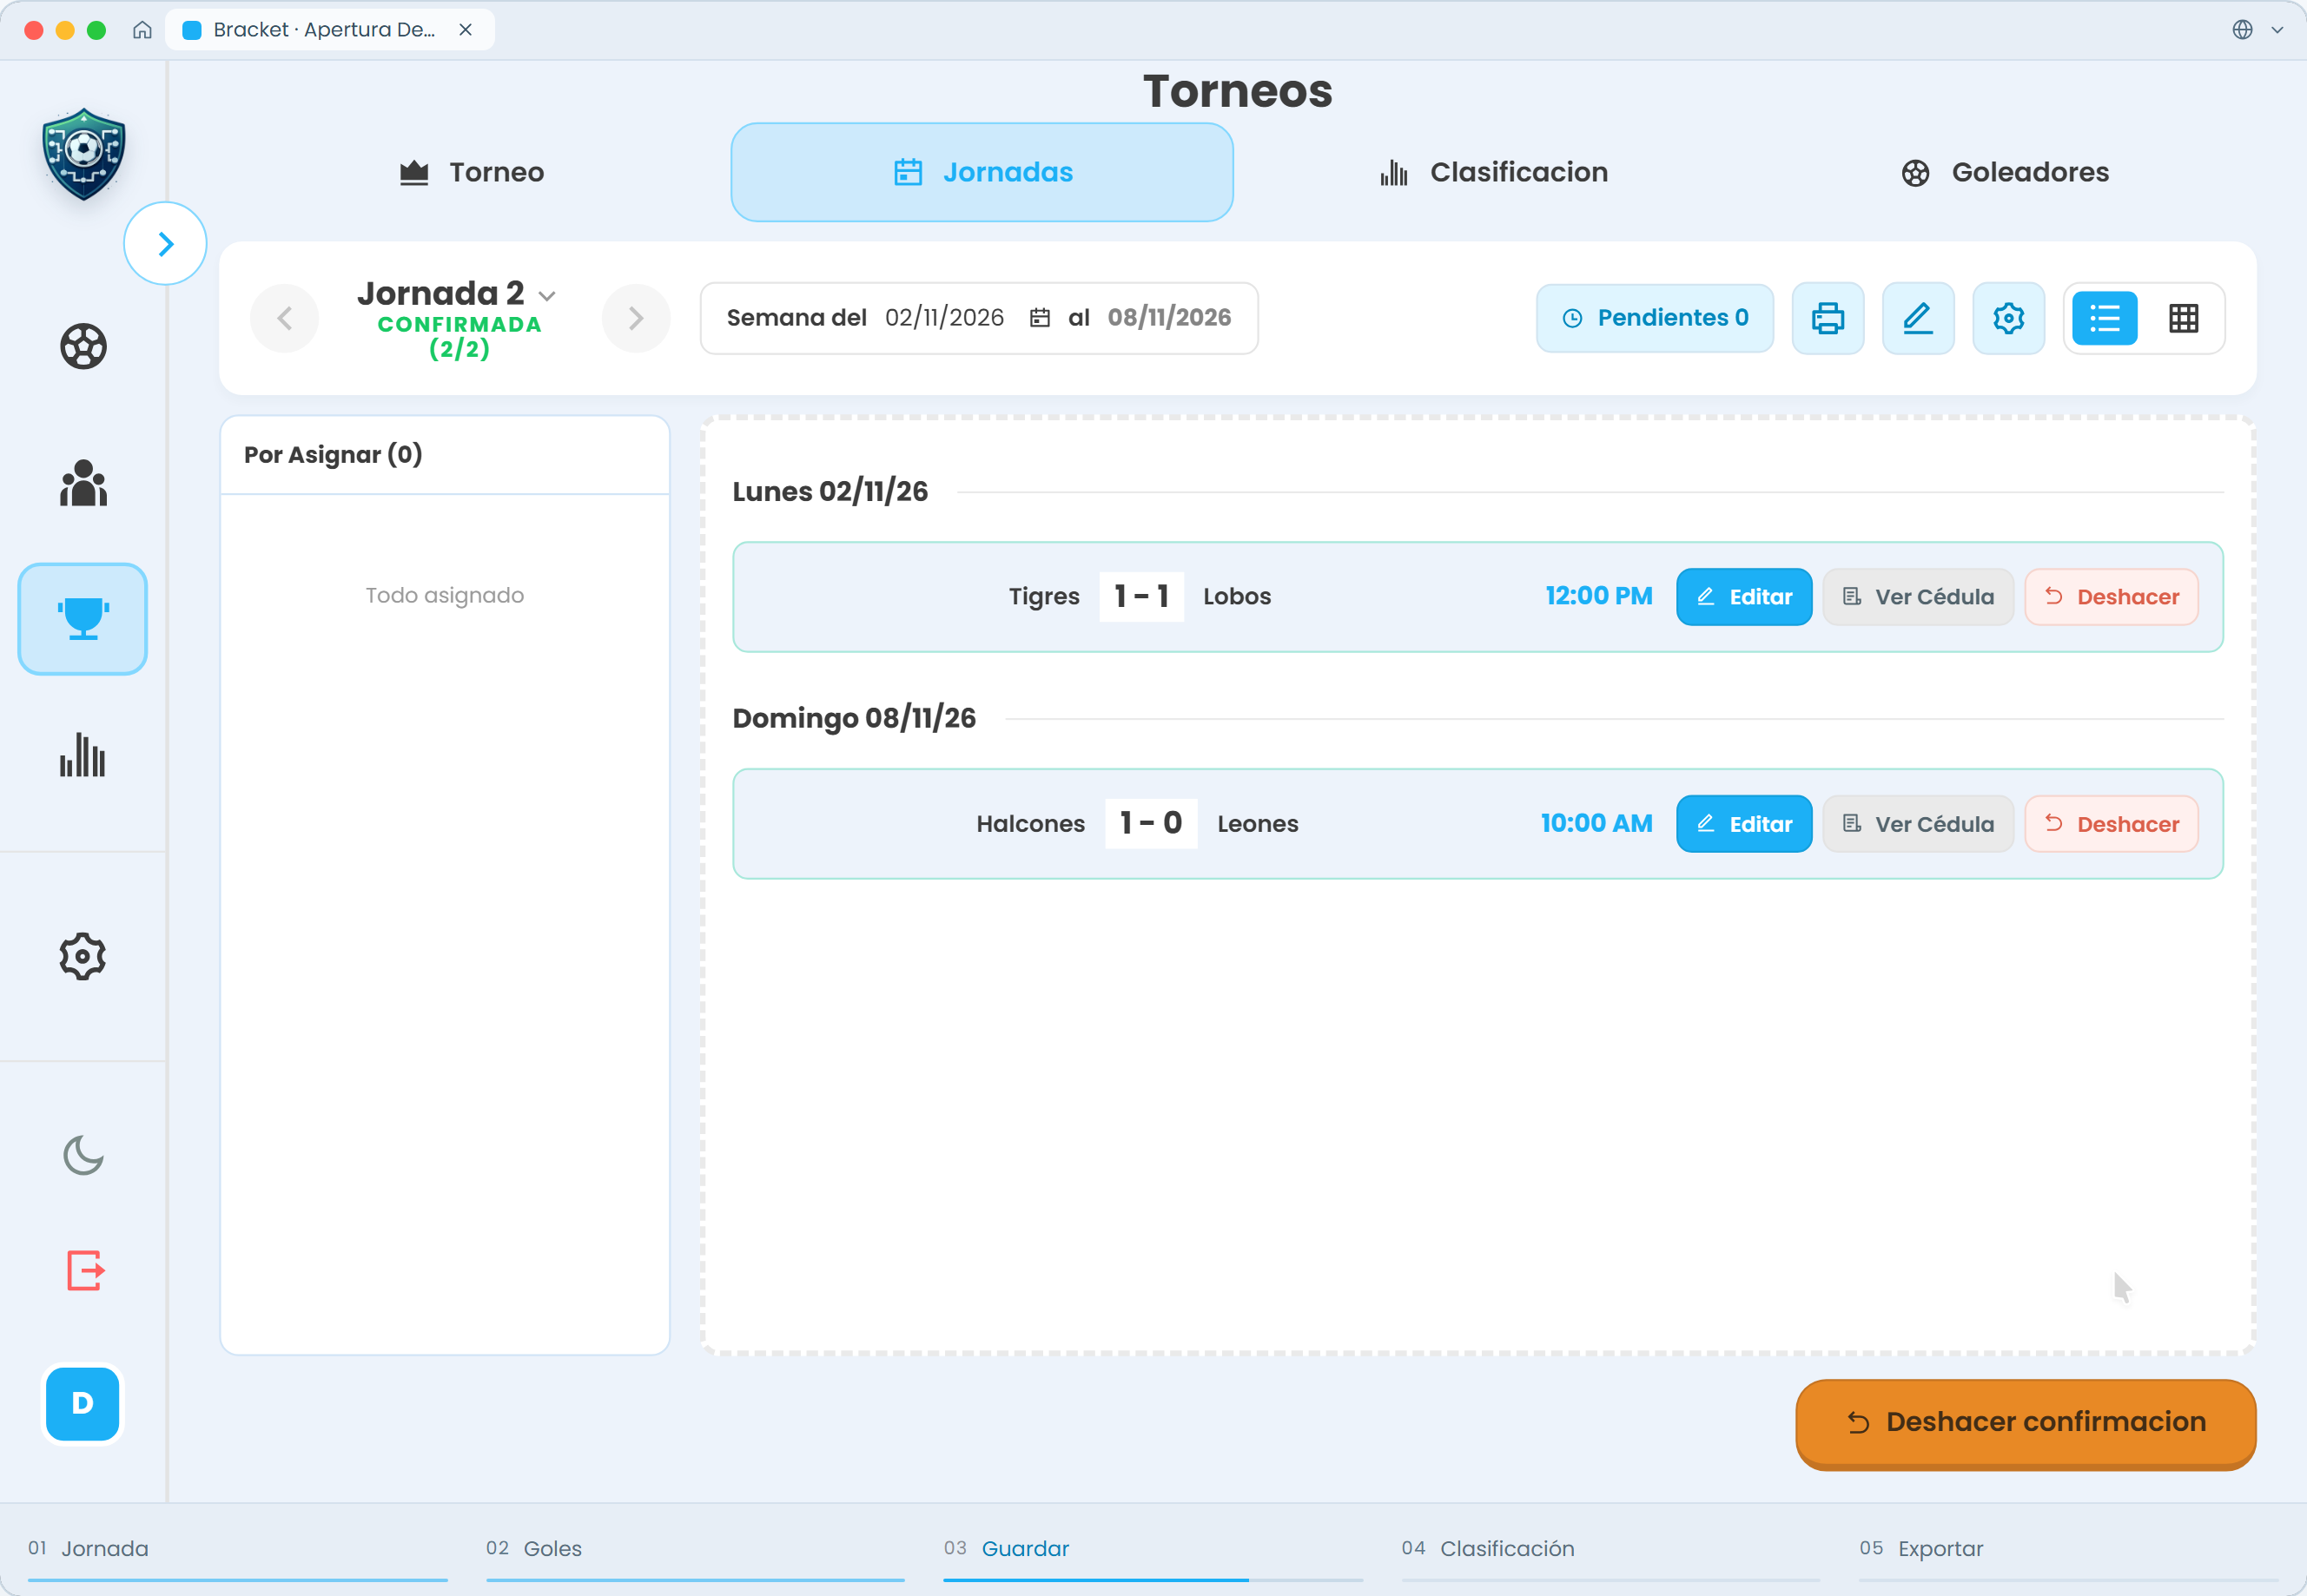 Bracket · Apertura De...
Torneos
Torneo
Jornadas
Clasificacion
Goleadores
Jornada 2
CONFIRMADA
(2/2)
Semana del 02/11/2026 al 08/11/2026
Pendientes 0
Por Asignar (0)
Todo asignado
Lunes 02/11/26
Tigres 1 - 1 Lobos 12:00 PM Editar Ver Cédula Deshacer
Domingo 08/11/26
Halcones 1 - 0 Leones 10:00 AM Editar Ver Cédula Deshacer
D
Deshacer confirmacion
01 Jornada
02 Goles
03 Guardar
04 Clasificación
05 Exportar